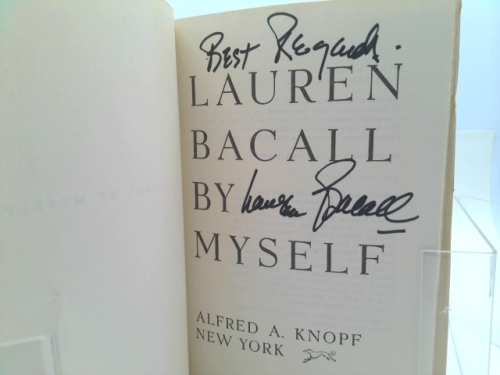 Best Regards.
LAUREN
BACALL
BY Lauren Bacall
MYSELF
ALFRED A. KNOPF
NEW YORK